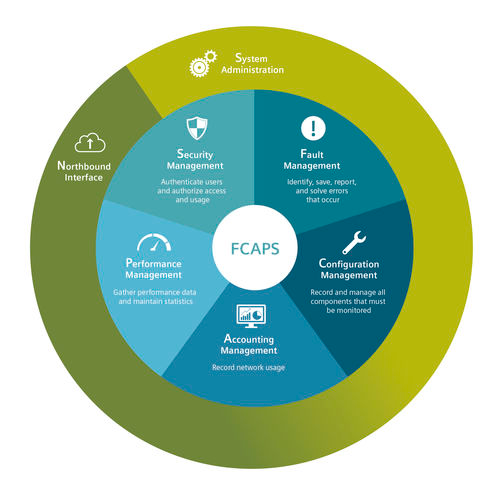 System
Administration
Northbound
Interface
Security
Management
Authenticate users
and authorize access
and usage
Fault
Management
Identify, save, report,
and solve errors
that occur
Performance
Management
Gather performance data
and maintain statistics
FCAPS
Configuration
Management
Record and manage all
components that must
be monitored
Accounting
Management
Record network usage